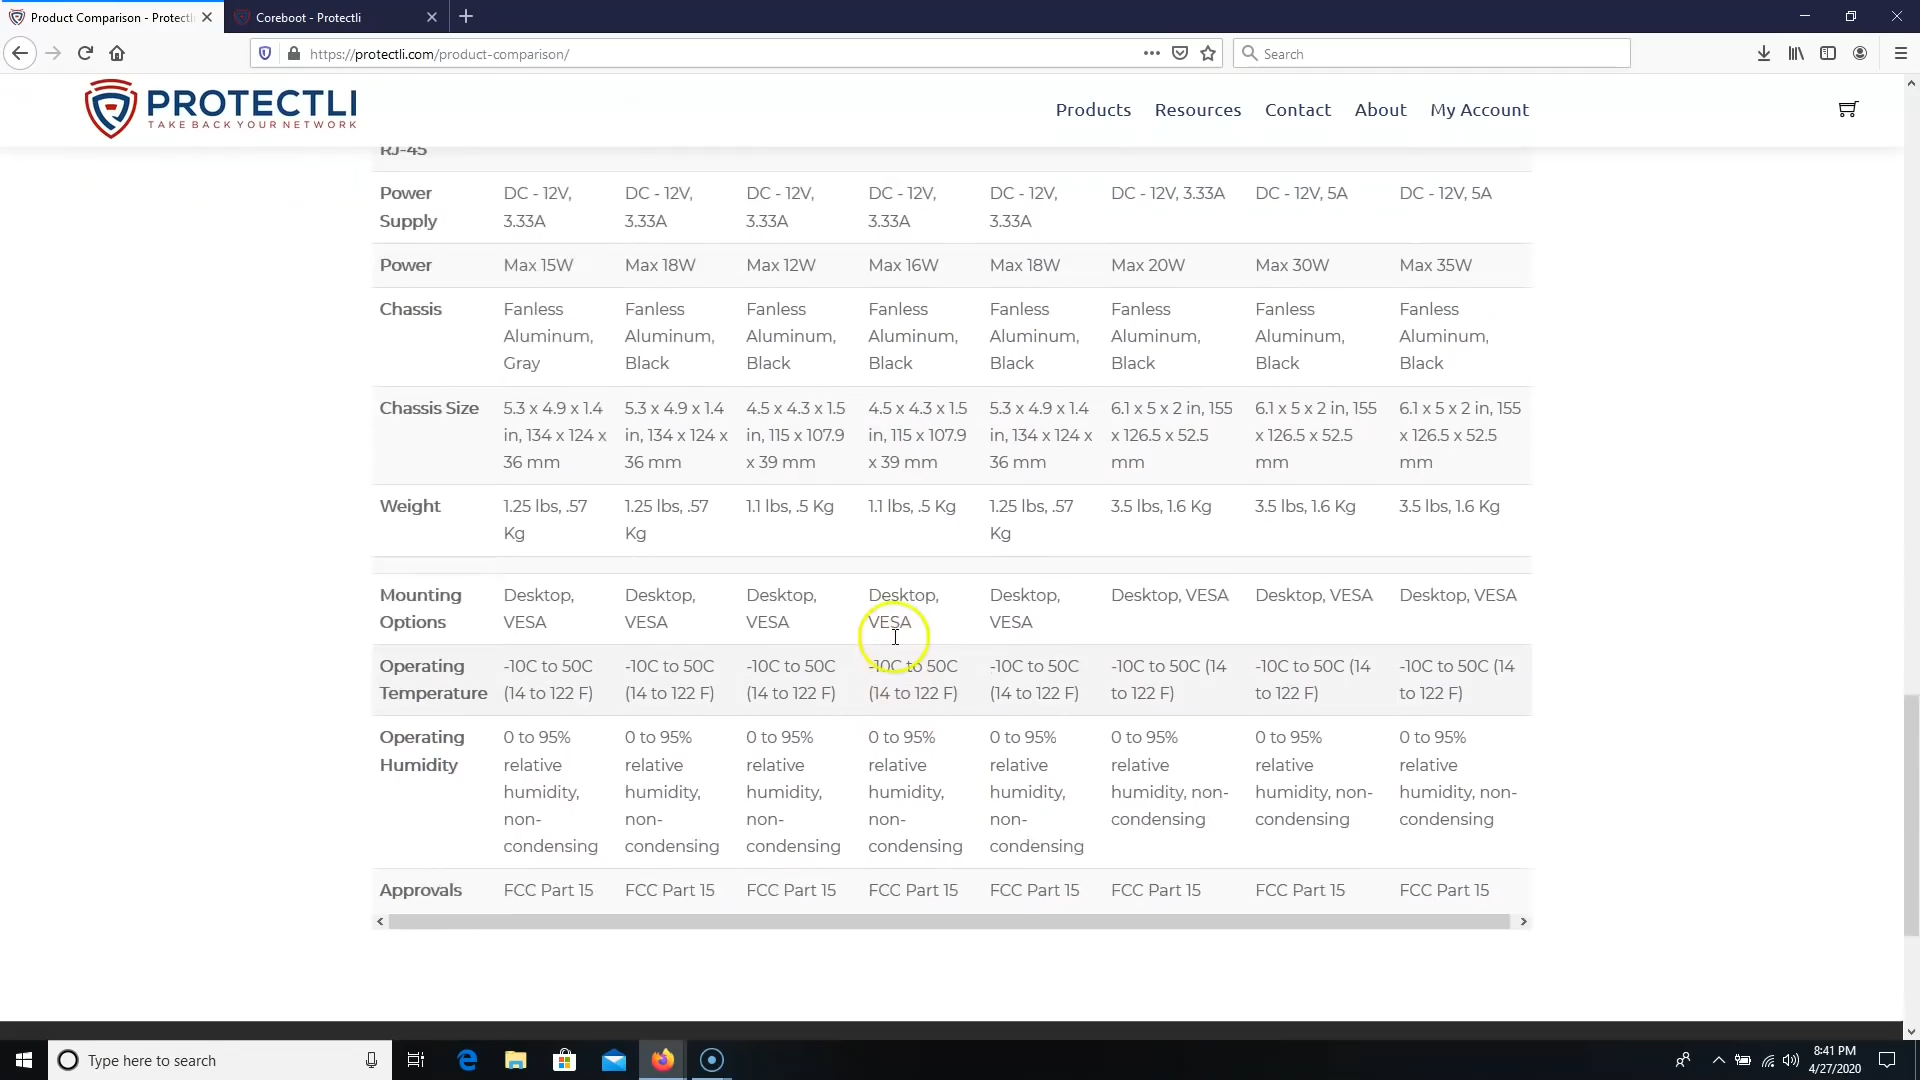 Product Comparison - Protectli
Coreboot - Protectli
https://protectli.com/product-comparison/
Search
PROTECTLI
TAKE BACK YOUR NETWORK
Products Resources Contact About My Account
RJ-45
Power DC - 12V, DC - 12V, DC - 12V, DC - 12V, DC - 12V, DC - 12V, 3.33A DC - 12V, 5A DC - 12V, 5A
Supply 3.33A 3.33A 3.33A 3.33A 3.33A
Power Max 15W Max 18W Max 12W Max 16W Max 18W Max 20W Max 30W Max 35W
Chassis Fanless Fanless Fanless Fanless Fanless Fanless Fanless Fanless
Aluminum, Aluminum, Aluminum, Aluminum, Aluminum, Aluminum, Aluminum, Aluminum,
Gray Black Black Black Black Black Black Black
Chassis Size 5.3 x 4.9 x 1.4 5.3 x 4.9 x 1.4 4.5 x 4.3 x 1.5 4.5 x 4.3 x 1.5 5.3 x 4.9 x 1.4 6.1 x 5 x 2 in, 155 6.1 x 5 x 2 in, 155 6.1 x 5 x 2 in, 155
in, 134 x 124 x in, 134 x 124 x in, 115 x 107.9 in, 115 x 107.9 in, 134 x 124 x x 126.5 x 52.5 x 126.5 x 52.5 x 126.5 x 52.5
36 mm 36 mm x 39 mm x 39 mm 36 mm mm mm mm
Weight 1.25 lbs, .57 1.25 lbs, .57 1.1 lbs, .5 Kg 1.1 lbs, .5 Kg 1.25 lbs, .57 3.5 lbs, 1.6 Kg 3.5 lbs, 1.6 Kg 3.5 lbs, 1.6 Kg
Kg Kg Kg
Mounting Desktop, Desktop, Desktop, Desktop, Desktop, Desktop, VESA Desktop, VESA Desktop, VESA
Options VESA VESA VESA VESA VESA
Operating -10C to 50C -10C to 50C -10C to 50C -10C to 50C -10C to 50C -10C to 50C (14 -10C to 50C (14 -10C to 50C (14
Temperature (14 to 122 F) (14 to 122 F) (14 to 122 F) (14 to 122 F) (14 to 122 F) to 122 F) to 122 F) to 122 F)
Operating 0 to 95% 0 to 95% 0 to 95% 0 to 95% 0 to 95% 0 to 95% 0 to 95% 0 to 95%
Humidity relative relative relative relative relative relative relative relative
humidity, humidity, humidity, humidity, humidity, humidity, non- humidity, non- humidity, non-
non- non- non- non- non- condensing condensing condensing
condensing condensing condensing condensing condensing
Approvals FCC Part 15 FCC Part 15 FCC Part 15 FCC Part 15 FCC Part 15 FCC Part 15 FCC Part 15 FCC Part 15
Type here to search
8:41 PM
4/27/2020